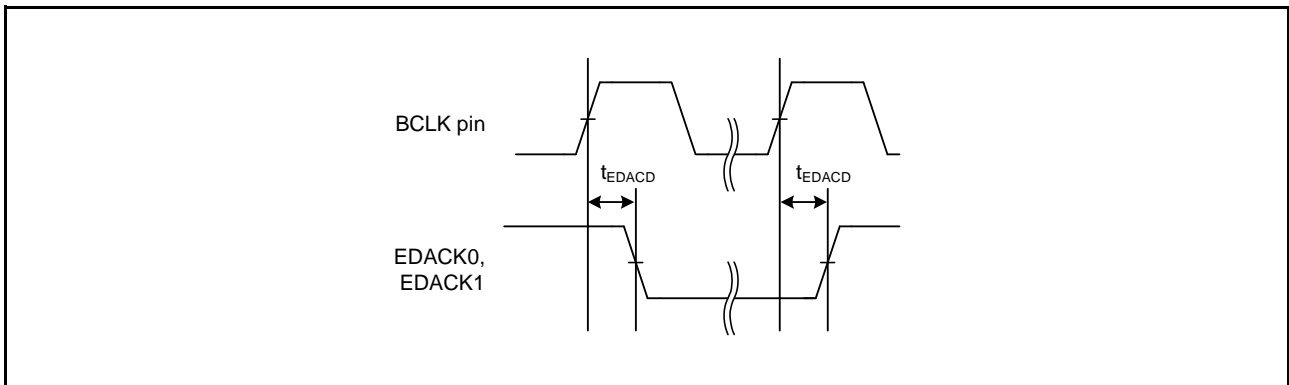 BCLK pin
tEDACD
tEDACD
EDACK0,
EDACK1